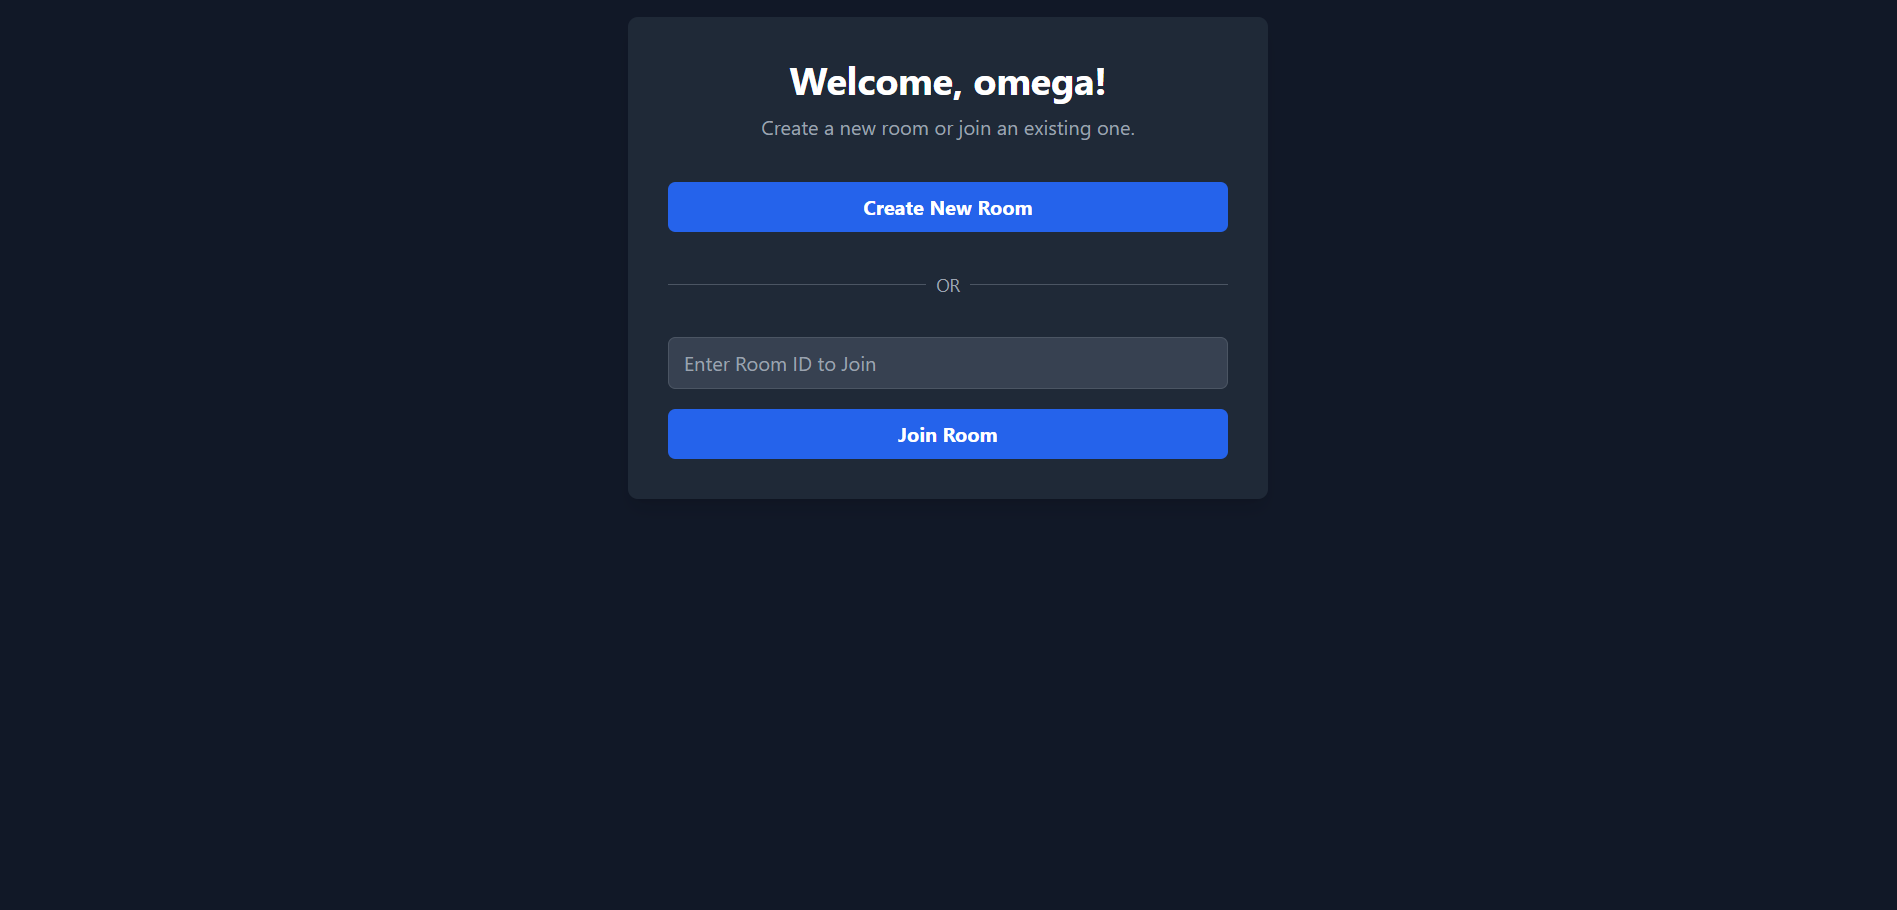 Welcome, omega!
Create a new room or join an existing one.
Create New Room
OR
Enter Room ID to Join
Join Room